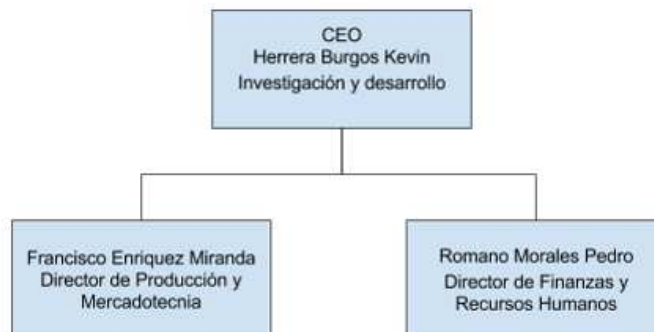 CEO
Herrera Burgos Kevin
Investigación y desarrollo
Francisco Enriquez Miranda
Director de Producción y
Mercadotecnia
Romano Morales Pedro
Director de Finanzas y
Recursos Humanos